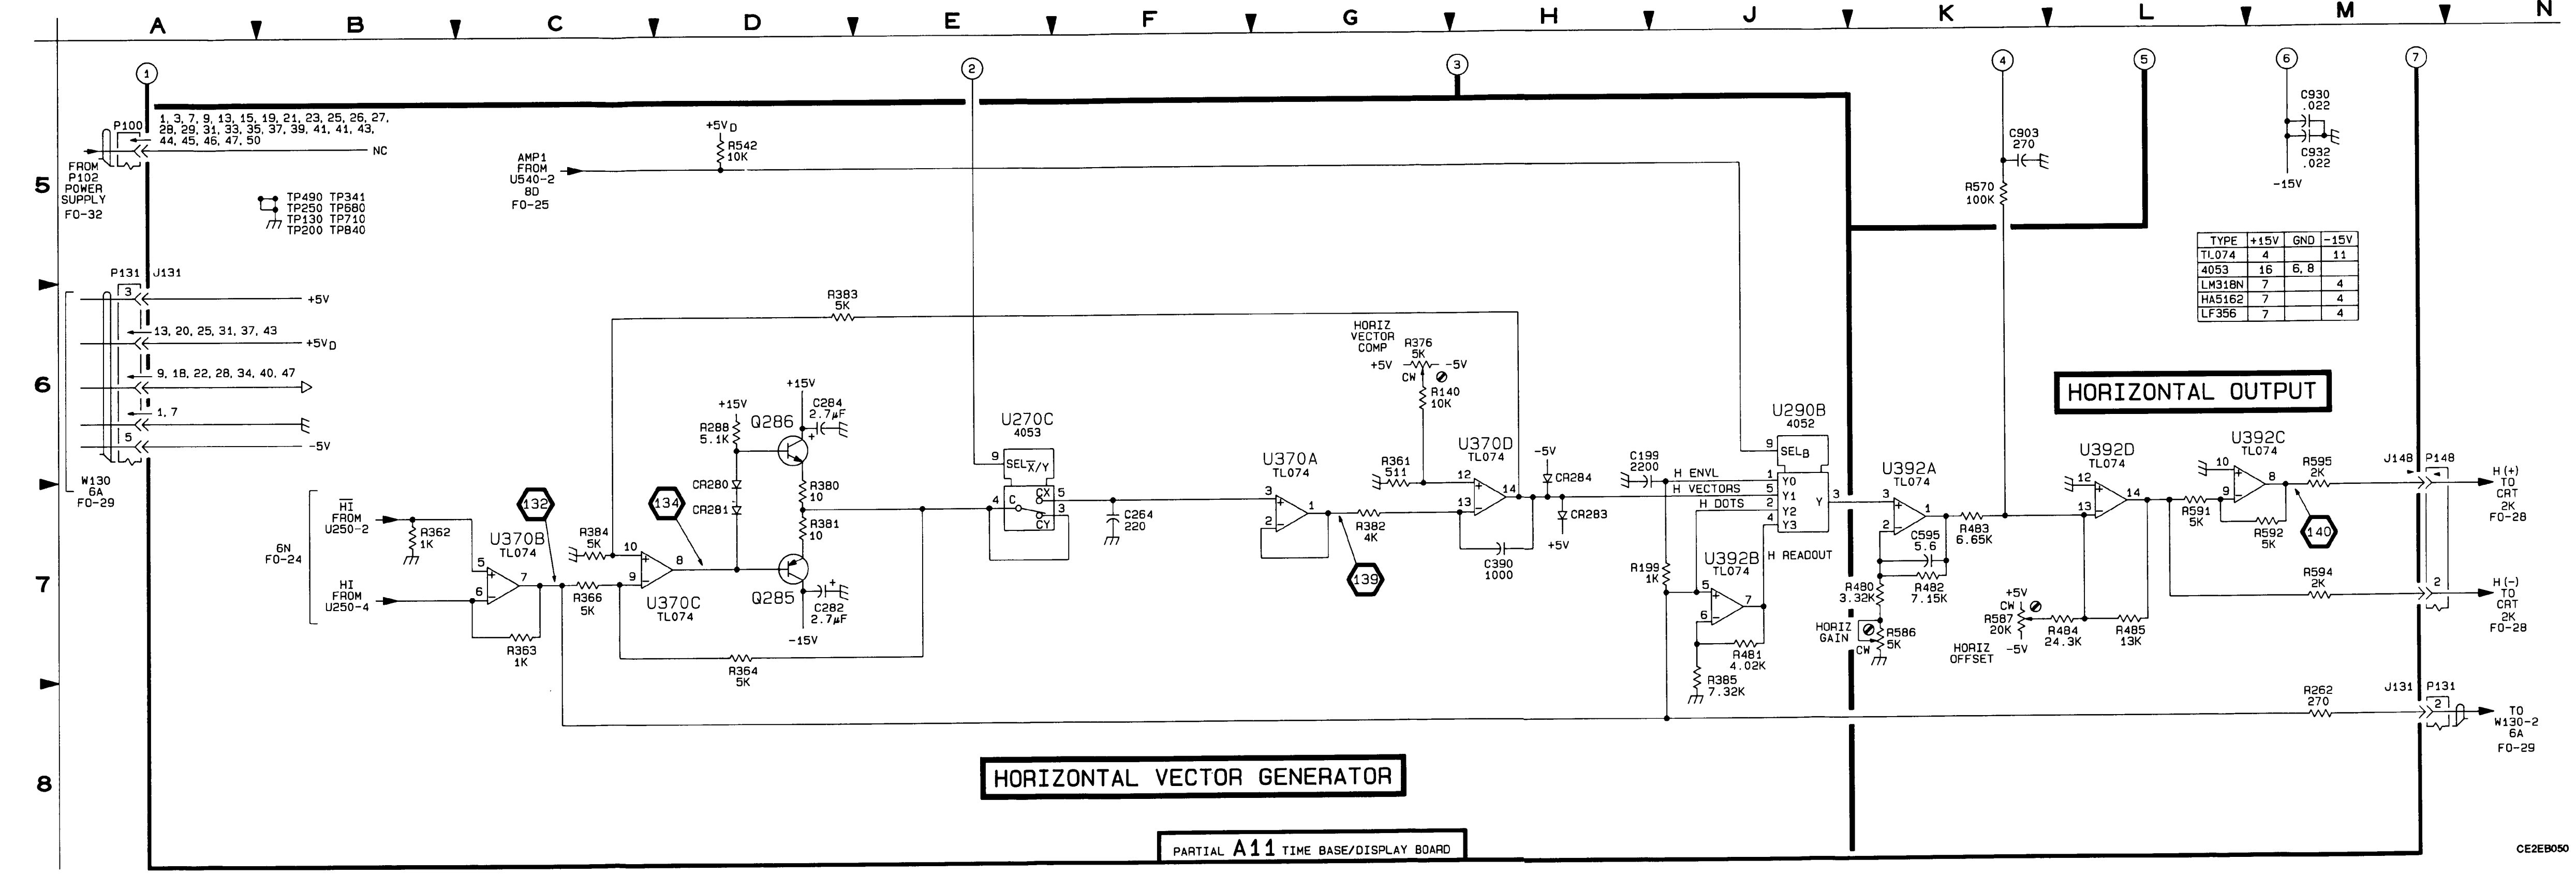 A B C D E F G H J K L M N
1 2 3 4 5 6 7
5
6
7
8
P100
1, 3, 7, 9, 13, 15, 19, 21, 23, 25, 26, 27,
28, 29, 31, 33, 35, 37, 39, 41, 41, 43,
44, 45, 46, 47, 50
NC
FROM
P102
POWER
SUPPLY
FO-32
TP490 TP341
TP250 TP680
TP130 TP710
TP200 TP840
P131 J131
3
+5V
13, 20, 25, 31, 37, 43
+5VD
9, 18, 22, 28, 34, 40, 47
1, 7
5
-5V
W130
6A
FO-29
AMP1
FROM
U540-2
8D
FO-25
+5VD
R542
10K
HI
FROM
U250-2
6N
FO-24
HI
FROM
U250-4
R362
1K
U370B
TL074
5
6
7
R363
1K
132
R384
5K
R366
5K
134
10
9
8
U370C
TL074
R364
5K
R383
5K
+15V
R288
5.1K
CR280
CR281
+15V
C284
2.7µF
Q286
R380
10
R381
10
Q285
C282
2.7µF
-15V
U270C
4053
9
SEL X/Y
4
C
CX
5
3
CY
C264
220
U370A
TL074
3
2
1
139
R382
4K
HORIZ
VECTOR
COMP
R376
5K
+5V
-5V
CW
R140
10K
R361
511
U370D
TL074
12
13
14
C390
1000
-5V
CR284
CR283
+5V
C199
2200
H ENVL
H VECTORS
H DOTS
H READOUT
U290B
4052
9
SELB
1
Y0
5
Y1
2
Y2
4
Y3
Y
3
R199
1K
U392B
TL074
5
6
7
R481
4.02K
R385
7.32K
U392A
TL074
3
2
1
C595
5.6
R480
3.32K
R482
7.15K
HORIZ
GAIN
R586
5K
CW
R483
6.65K
C903
270
R570
100K
+5V
CW
R587
20K
HORIZ
OFFSET
-5V
R484
24.3K
R485
13K
U392D
TL074
12
13
14
R591
5K
U392C
TL074
10
9
8
R592
5K
140
R595
2K
R594
2K
R262
270
C930
.022
C932
.022
-15V
TYPE +15V GND -15V
TL074 4 11
4053 16 6, 8
LM318N 7 4
HA5162 7 4
LF356 7 4
HORIZONTAL OUTPUT
J148 P148
H (+)
TO
CRT
2K
FO-28
2
H (-)
TO
CRT
2K
FO-28
J131 P131
2
TO
W130-2
6A
FO-29
HORIZONTAL VECTOR GENERATOR
PARTIAL A11 TIME BASE/DISPLAY BOARD
CE2EB050